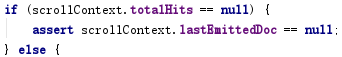 if (scrollContext.totalHits == null) {
    assert scrollContext.lastEmittedDoc == null;
} else {